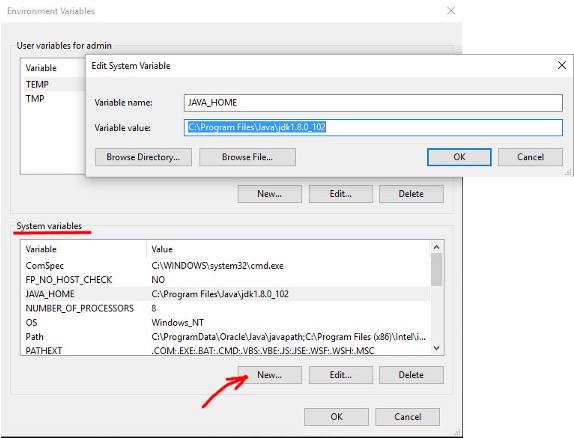 Environment Variables
User variables for admin
Variable
TEMP
TMP
Edit System Variable
Variable name: JAVA_HOME
Variable value: C:\Program Files\Java\jdk1.8.0_102
Browse Directory... Browse File... OK Cancel
New... Edit... Delete
System variables
Variable Value
ComSpec C:\WINDOWS\system32\cmd.exe
FP_NO_HOST_CHECK NO
JAVA_HOME C:\Program Files\Java\jdk1.8.0_102
NUMBER_OF_PROCESSORS 8
OS Windows_NT
Path C:\ProgramData\Oracle\Java\javapath;C:\Program Files (x86)\Intel\i...
PATHEXT .COM;.EXE;.BAT;.CMD;.VBS;.VBE;.JS;.JSE;.WSF;.WSH;.MSC
New... Edit... Delete
OK Cancel